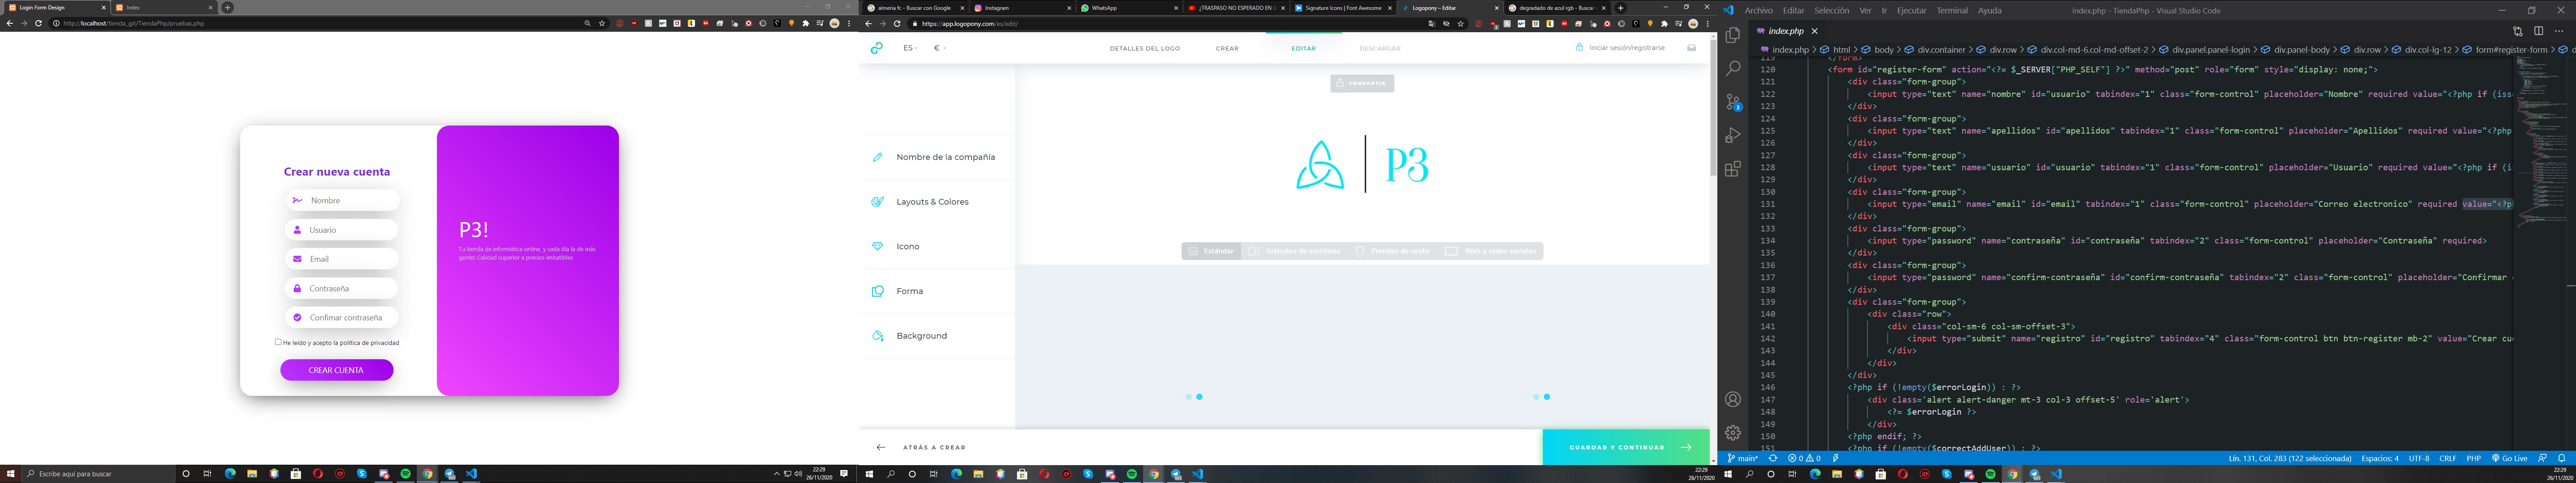 Login Form Design
Index
http://localhost/tienda_git/TiendaPhp/pruebas.php
Crear nueva cuenta
Nombre
Usuario
Email
Contraseña
Confimar contraseña
He leído y acepto la política de privacidad
CREAR CUENTA
P3!
Tu tienda de informática online, y cada día la de más
gente! Calidad superior a precios imbatibles
Escribe aquí para buscar
22:29
26/11/2020
almeria fc - Buscar con Google
Instagram
WhatsApp
¿TRASPASO NO ESPERADO EN
Signature Icons | Font Awesome
Logopony – Editar
degradado de azul rgb - Buscar
https://app.logopony.com/es/edit/
ES
€
DETALLES DEL LOGO
CREAR
EDITAR
DESCARGAR
Iniciar sesión/registrarse
COMPARTIR
Nombre de la compañía
Layouts & Colores
Icono
Forma
Background
P3
Estándar
Artículos de escritorio
Prendas de vestir
Web y redes sociales
ATRÁS A CREAR
GUARDAR Y CONTINUAR
22:29
26/11/2020
Archivo Editar Selección Ver Ir Ejecutar Terminal Ayuda
index.php - TiendaPhp - Visual Studio Code
index.php
index.php > html > body > div.container > div.row > div.col-md-6.col-md-offset-2 > div.panel.panel-login > div.panel-body > div.row > div.col-lg-12 > form#register-form >
119 </form>
120 <form id="register-form" action="<?= $_SERVER["PHP_SELF"] ?>" method="post" role="form" style="display: none;">
121 <div class="form-group">
122 <input type="text" name="nombre" id="usuario" tabindex="1" class="form-control" placeholder="Nombre" required value="<?php if (iss
123 </div>
124 <div class="form-group">
125 <input type="text" name="apellidos" id="apellidos" tabindex="1" class="form-control" placeholder="Apellidos" required value="<?php
126 </div>
127 <div class="form-group">
128 <input type="text" name="usuario" id="usuario" tabindex="1" class="form-control" placeholder="Usuario" required value="<?php if (is
129 </div>
130 <div class="form-group">
131 <input type="email" name="email" id="email" tabindex="1" class="form-control" placeholder="Correo electronico" required value="<?p
132 </div>
133 <div class="form-group">
134 <input type="password" name="contraseña" id="contraseña" tabindex="2" class="form-control" placeholder="Contraseña" required>
135 </div>
136 <div class="form-group">
137 <input type="password" name="confirm-contraseña" id="confirm-contraseña" tabindex="2" class="form-control" placeholder="Confirmar
138 </div>
139 <div class="form-group">
140 <div class="row">
141 <div class="col-sm-6 col-sm-offset-3">
142 <input type="submit" name="registro" id="registro" tabindex="4" class="form-control btn btn-register mb-2" value="Crear cue
143 </div>
144 </div>
145 </div>
146 <?php if (!empty($errorLogin)) : ?>
147 <div class='alert alert-danger mt-3 col-3 offset-5' role='alert'>
148 <?= $errorLogin ?>
149 </div>
150 <?php endif; ?>
151 <?php if (!empty($correctAddUser)) : ?>
main* 0 0
Lín. 131, Col. 283 (122 seleccionada) Espacios: 4 UTF-8 CRLF PHP Go Live
22:29
26/11/2020